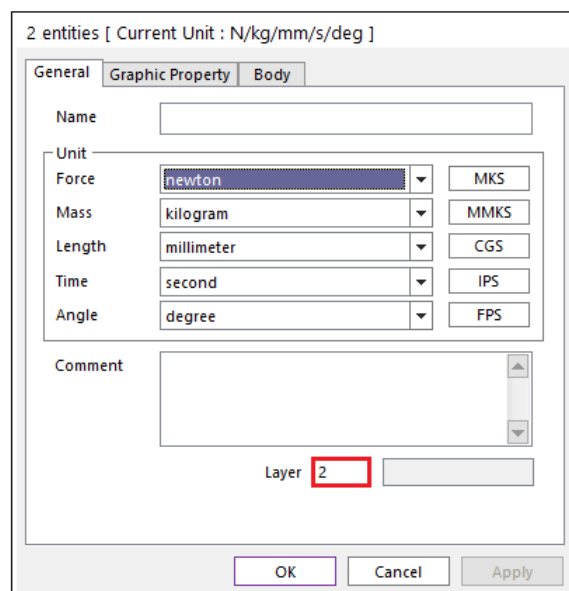 2 entities [ Current Unit : N/kg/mm/s/deg ]
General Graphic Property Body
Name
Unit
Force newton MKS
Mass kilogram MMKS
Length millimeter CGS
Time second IPS
Angle degree FPS
Comment
Layer 2
OK Cancel Apply